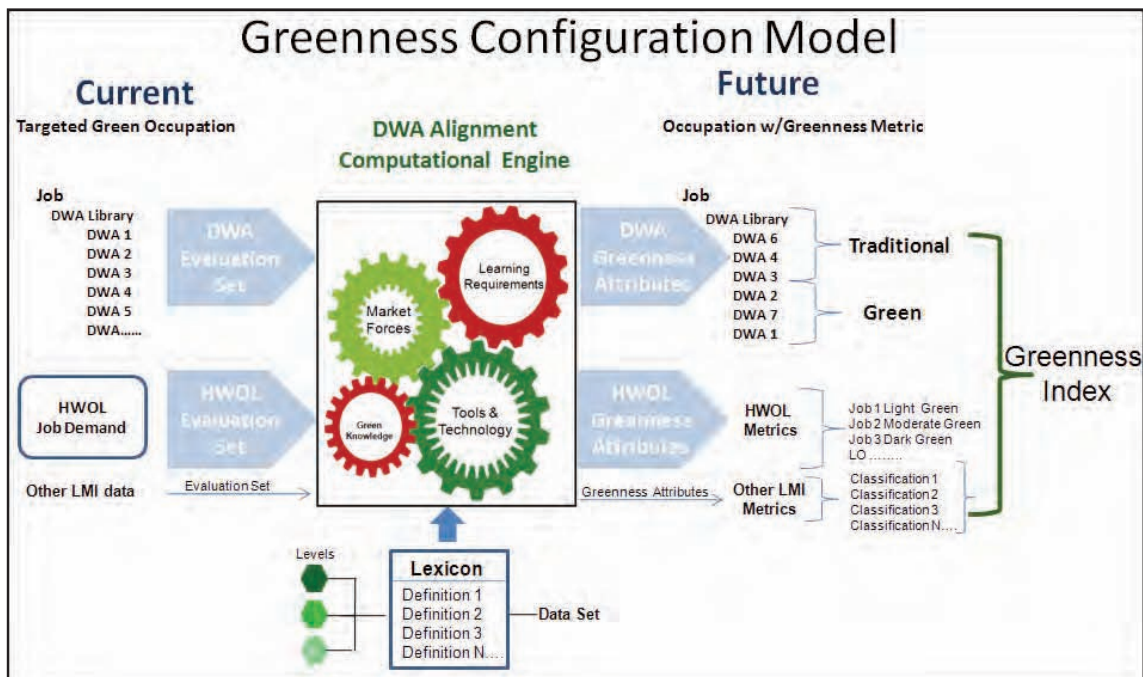 Greenness Configuration Model
Current
Targeted Green Occupation
Job
DWA Library
DWA 1
DWA 2
DWA 3
DWA 4
DWA 5
DWA......
HWOL
Job Demand
Other LMI data
DWA
Evaluation
Set
HWOL
Evaluation
Set
Evaluation Set
DWA Alignment
Computational Engine
Learning
Requirements
Market
Forces
Green
Knowledge
Tools &
Technology
Levels
Lexicon
Definition 1
Definition 2
Definition 3
Definition N....
Data Set
DWA
Greenness
Attributes
HWOL
Greenness
Attributes
Greenness Attributes
Future
Occupation w/Greenness Metric
Job
DWA Library
DWA 6
DWA 4
DWA 3
DWA 2
DWA 7
DWA 1
Traditional
Green
HWOL
Metrics
Job 1 Light Green
Job 2 Moderate Green
Job 3 Dark Green
LO ........
Other LMI
Metrics
Classification 1
Classification 2
Classification 3
Classification N....
Greenness
Index